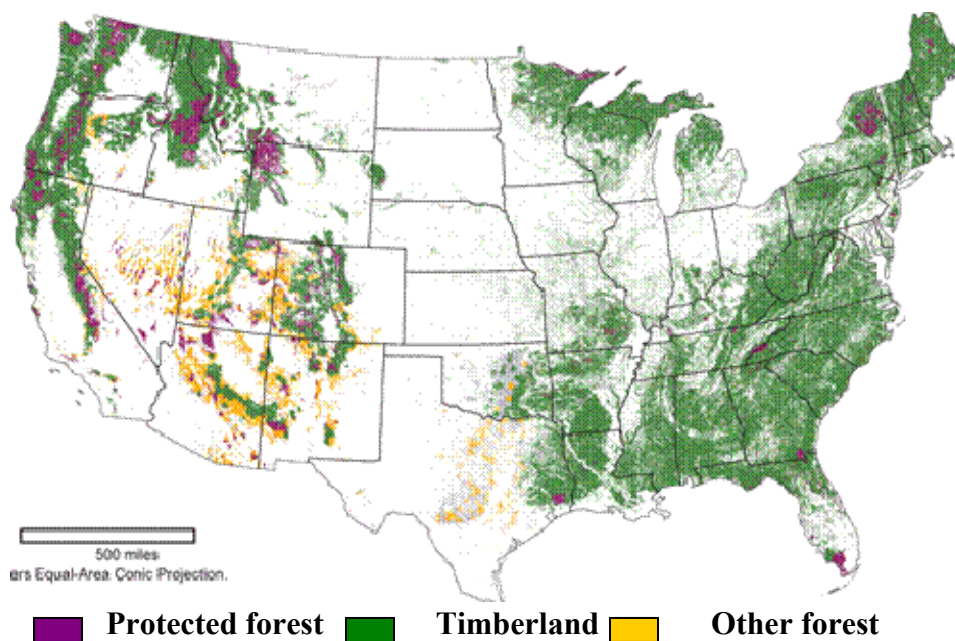 500 miles
ers Equal-Area Conic Projection.
Protected forest Timberland Other forest